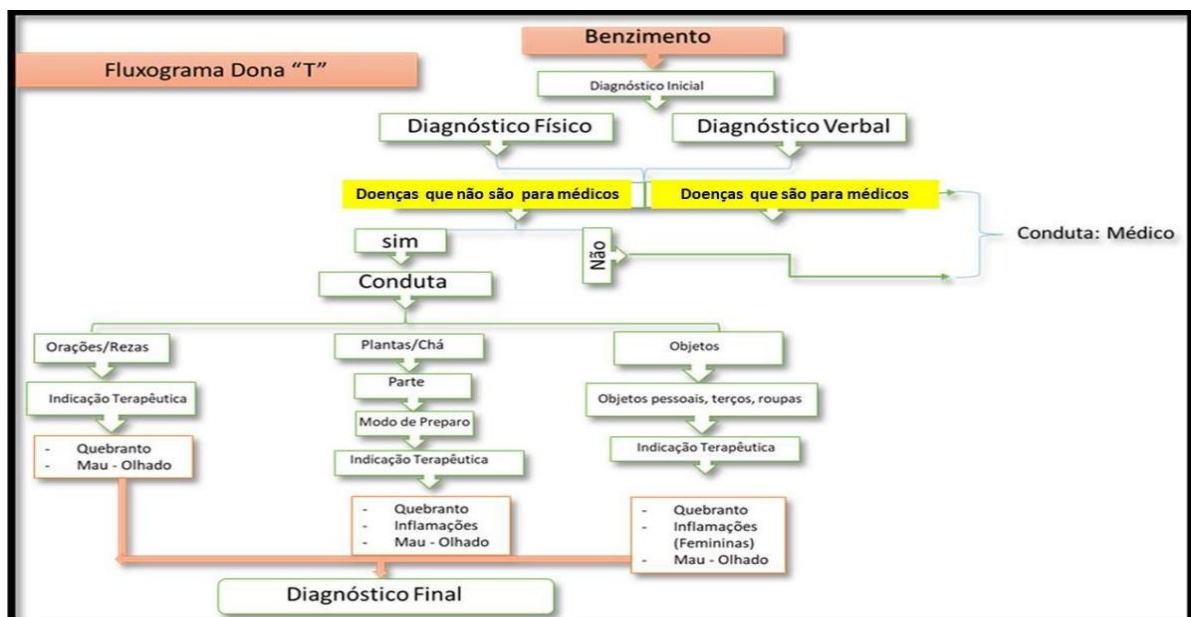 Benzimento
Fluxograma Dona “T”
Diagnóstico Inicial
Diagnóstico Físico
Diagnóstico Verbal
Doenças que não são para médicos
Doenças que são para médicos
Conduta: Médico
sim
Não
Conduta
Orações/Rezas
Plantas/Chá
Objetos
Indicação Terapêutica
Parte
Objetos pessoais, terços, roupas
Modo de Preparo
- Quebranto
- Mau - Olhado
Indicação Terapêutica
Indicação Terapêutica
- Quebranto
- Inflamações
- Mau - Olhado
- Quebranto
- Inflamações
(Femininas)
- Mau - Olhado
Diagnóstico Final